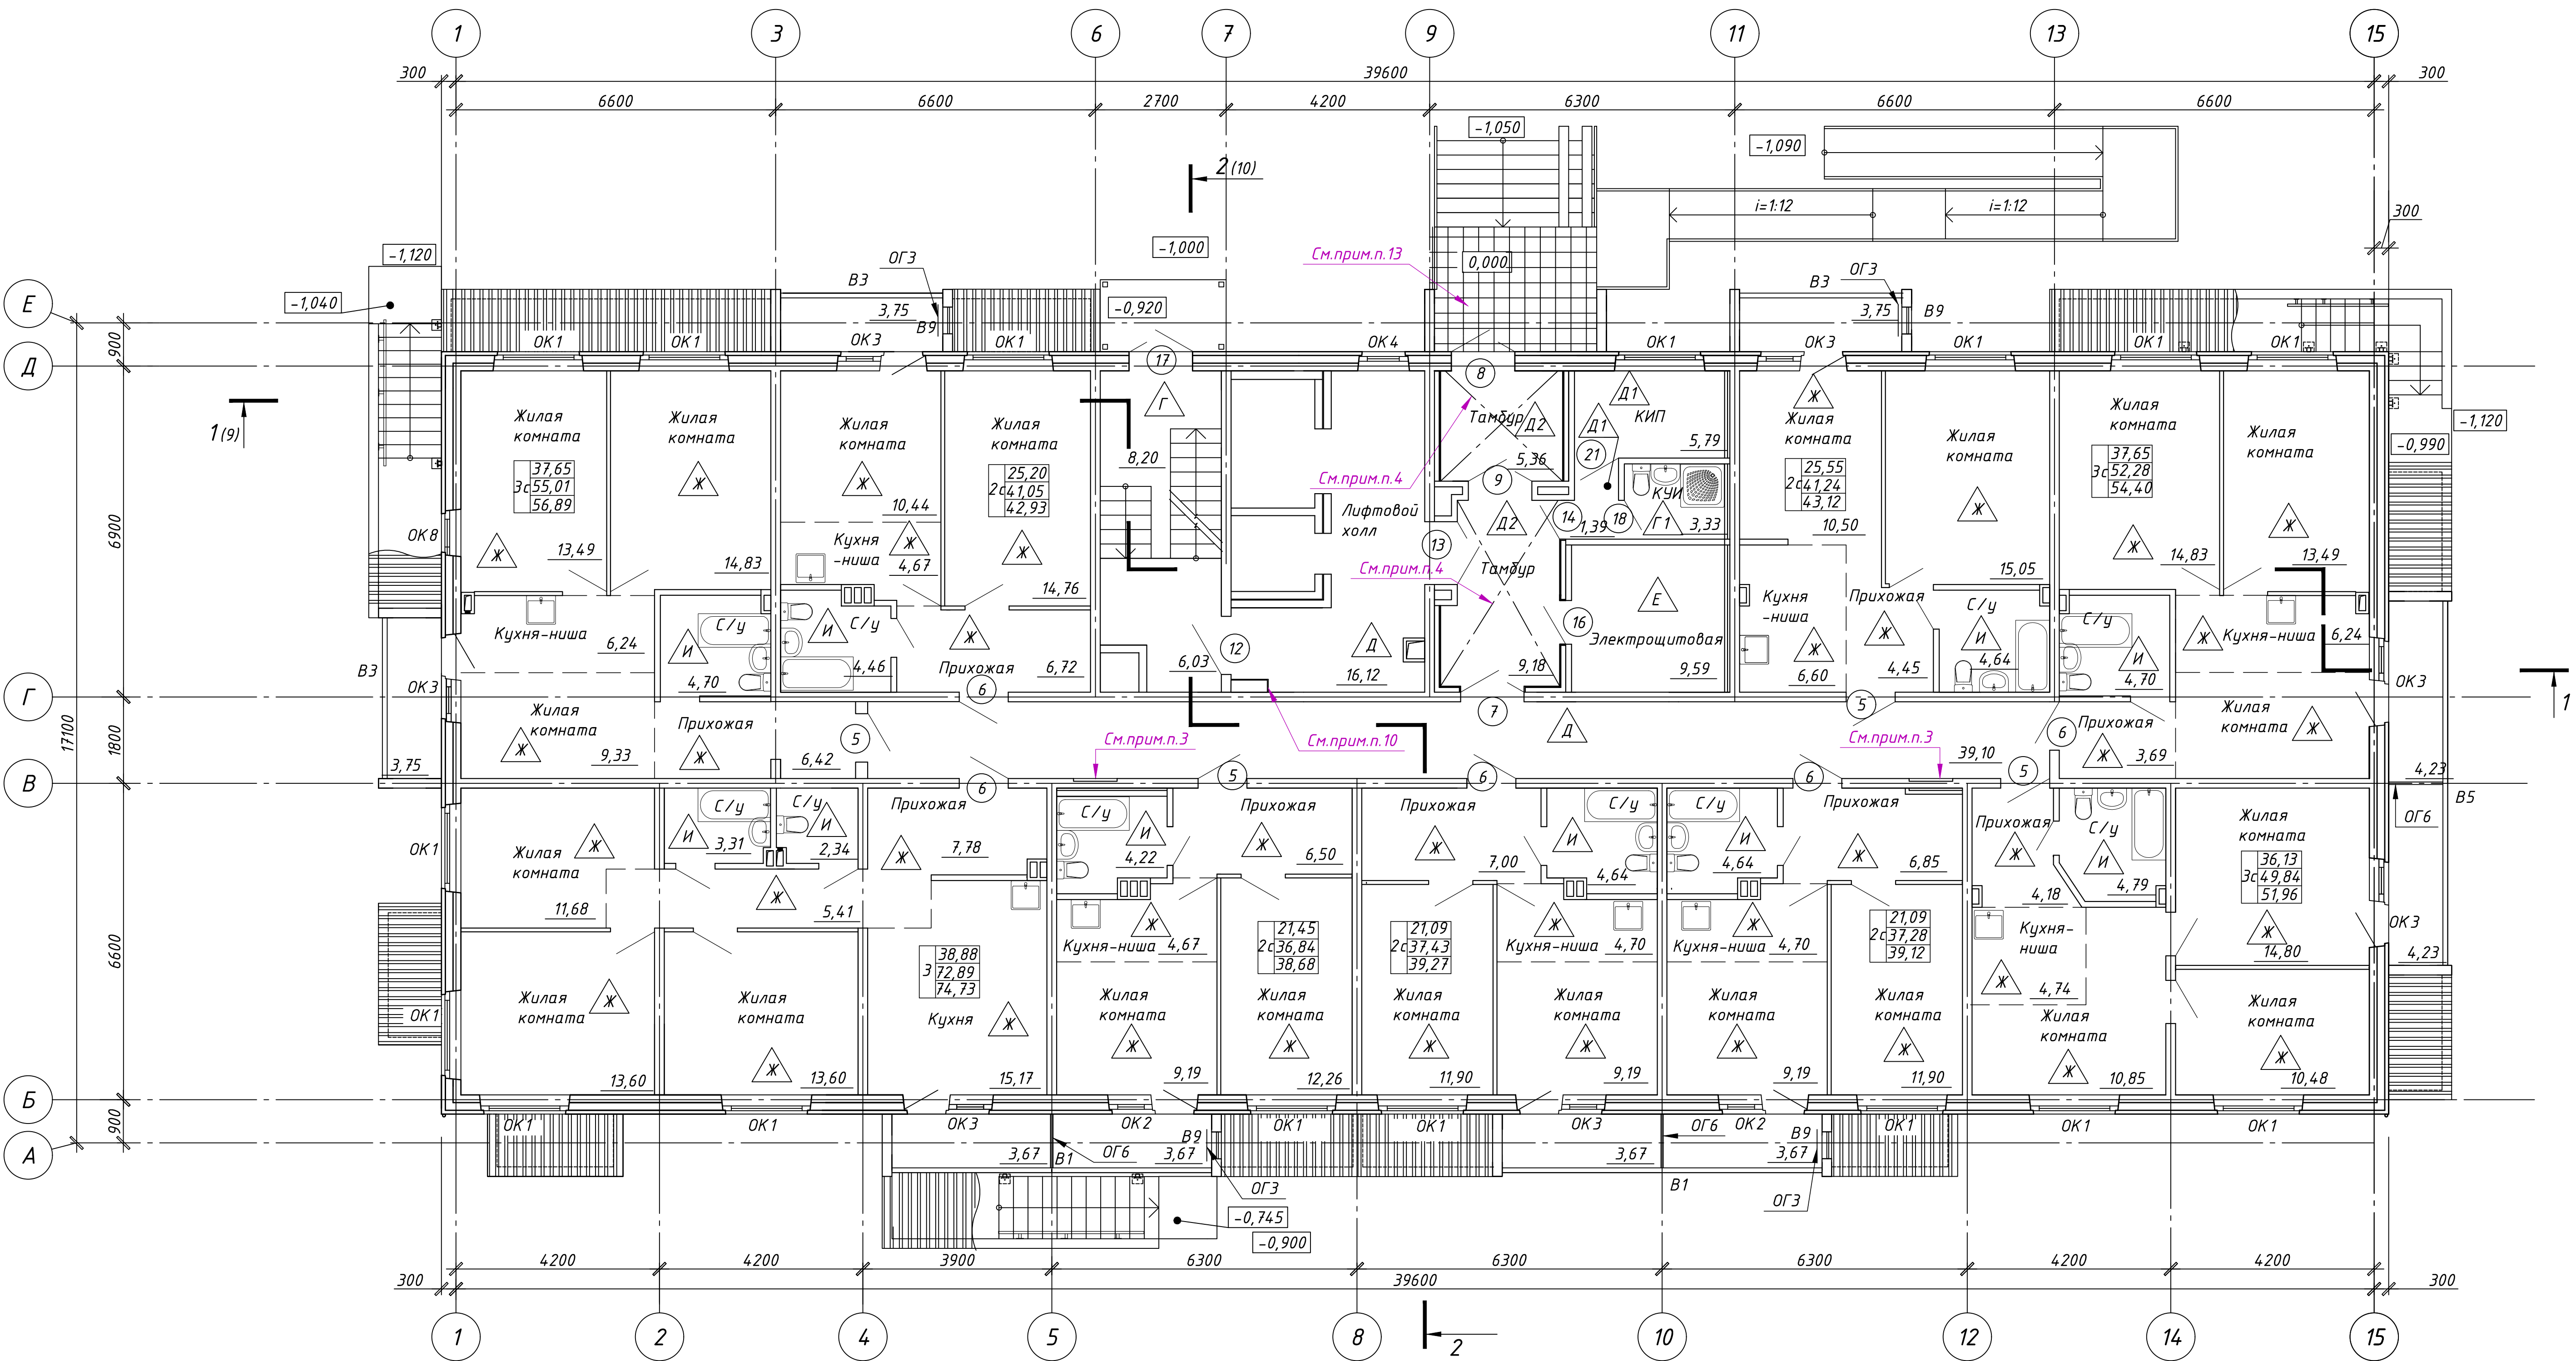 1 3 6 7 9 11 13 15
300 39600 300
6600 6600 2700 4200 6300 6600 6600
-1,050
-1,090
2 (10)
i=1:12 i=1:12
300
-1,120 -1,000 См.прим.п.13 0,000
ОГ3 В3 ОГ3 В3
Е -1,040 3,75 -0,920 3,75
900 В9 В9
ОК1 ОК1 ОК3 ОК1 ОК4 ОК1 ОК3 ОК1 ОК1 ОК1
Д 17 8
Г Д1 Ж
1 (9)
Жилая комната
Жилая комната
Жилая комната
Жилая комната
Тамбур Д2 Д1 КИП
Жилая комната
Жилая комната
Жилая комната
Жилая комната
-1,120
-0,990
5,79
8,20 5,36 21
3с 37,65 55,01 56,89
Ж Ж
2с 25,20 41,05 42,93
См.прим.п.4 9
2с 25,55 41,24 43,12
3с 37,65 52,28 54,40
КУИ
10,44
Лифтовой холл
Д2 14 1,39 18 Г1 3,33 10,50
Ж Ж
6900
ОК8
Ж 13,49 14,83
Кухня -ниша Ж 4,67
Ж 14,76
13
См.прим.п.4 Тамбур
Е
15,05 Ж 14,83 13,49
Кухня -ниша
Прихожая
С/у
С/у
Кухня-ниша 6,24
С/у И
И С/у
Ж
16 Электрощитовая
Ж
И
И
Ж Кухня-ниша 6,24
4,70 4,46 Прихожая 6,72 6,03 12 Д 16,12 9,18 9,59
Ж 6,60 4,45 4,64 4,70
В3 ОК3 6 ОК3
Г 7 5 1
Жилая комната
Прихожая
Ж Ж
5
См.прим.п.3
См.прим.п.10
Д
См.прим.п.3
39,10
6 Прихожая Ж 3,69
Жилая комната Ж
17100 1800
3,75 9,33 6,42 4,23
В 6 5 6 6 5 В5
С/у С/у Прихожая С/у Прихожая Прихожая С/у С/у Прихожая Прихожая С/у
ОГ6
Жилая комната
ОК1
Жилая комната
Ж И 3,31 И 2,34 Ж 7,78 И 4,22 Ж 6,50 Ж 7,00 И 4,64 И 4,64 Ж 6,85 Ж 4,18 И 4,79
3с 36,13 49,84 51,96
11,68 Ж 5,41
3 38,88 72,89 74,73
Кухня-ниша Ж 4,67
2с 21,45 36,84 38,68
2с 21,09 37,43 39,27
Кухня-ниша Ж 4,70
Кухня-ниша Ж 4,70
2с 21,09 37,28 39,12
Кухня- ниша
Ж 4,74
Ж 14,80
ОК3
4,23
6600
ОК1
Жилая комната Ж
Жилая комната Ж
Кухня Ж
Жилая комната Ж
Жилая комната Ж
Жилая комната Ж
Жилая комната Ж
Жилая комната Ж
Жилая комната Ж
Жилая комната Ж
Жилая комната Ж
13,60 13,60 15,17 9,19 12,26 11,90 9,19 9,19 11,90 10,85 10,48
Б
900
ОК1 ОК1 ОК3 ОК2 ОК1 ОК1 ОК3 ОК2 ОК1 ОК1 ОК1
В9 ОГ6 В9
А 3,67 В1 ОГ6 3,67 3,67 3,67
ОГ3 В1 ОГ3
-0,745
-0,900
4200 4200 3900 6300 6300 6300 4200 4200
300 39600 300
1 2 4 5 8 10 12 14 15
2